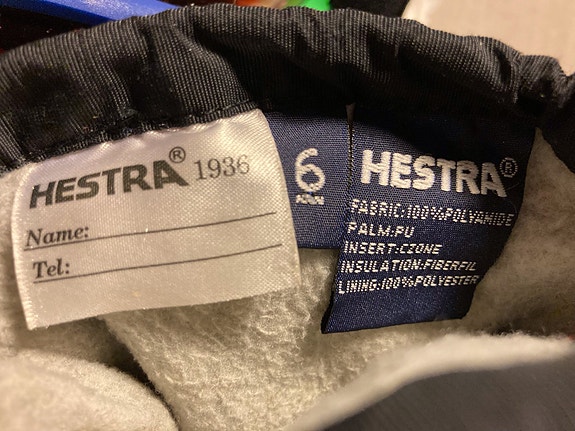 HESTRA® 1936
Name:
Tel:
6
HESTRA®
FABRIC:100%POLYAMIDE
PALM:PU
INSERT:CZONE
INSULATION:FIBERFIL
LINING:100%POLYESTER